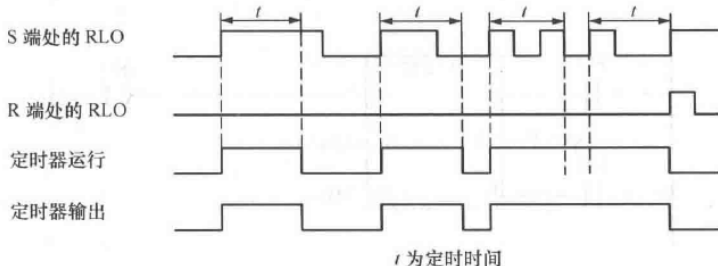 t t t t
S 端处的 RLO
R 端处的 RLO
定时器运行
定时器输出
t 为定时时间